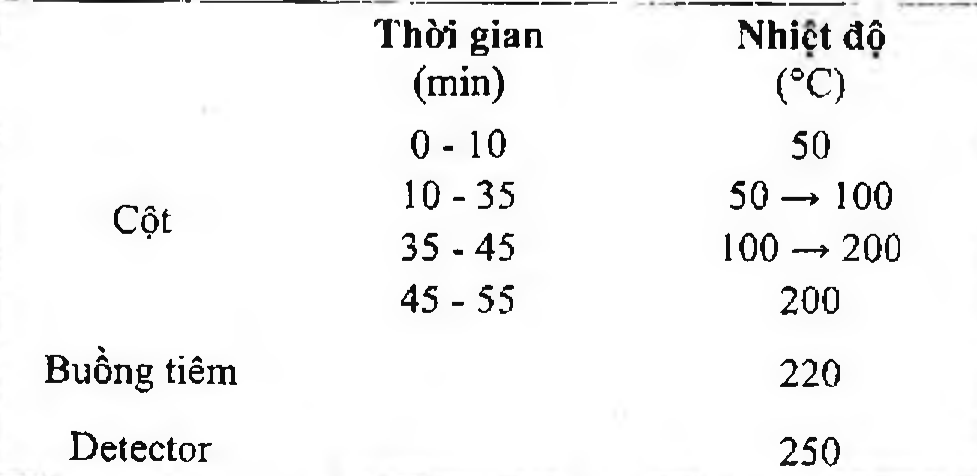 Thời gian Nhiệt độ
(min) (°C)
0 - 10 50
10 - 35 50 → 100
Cột
35 - 45 100 → 200
45 - 55 200
Buồng tiêm 220
Detector 250